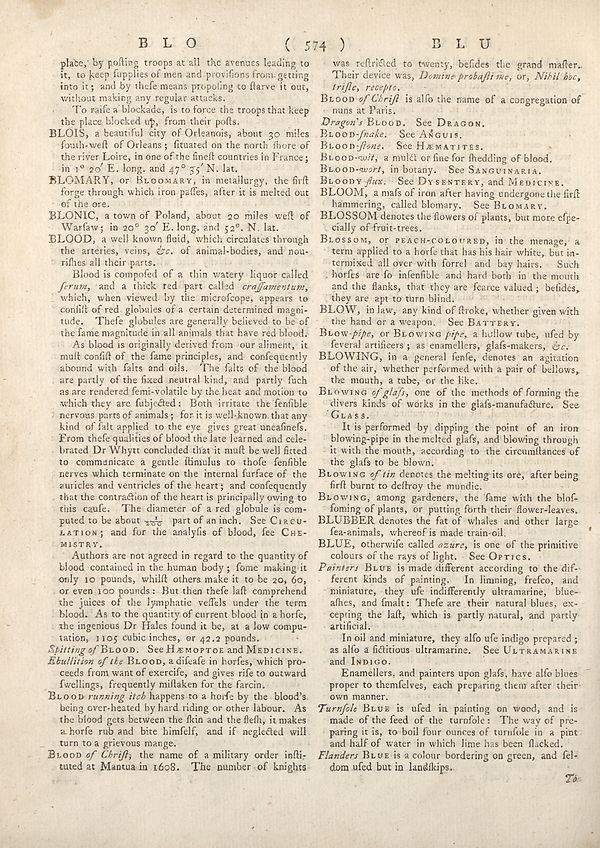 B L O ( 574 ) B L U
place, by poſting troops at all the avenues leading to
it, to keep ſupplies of men and proviſions from getting
into it; and by theſe means propoſing to ſtarve it out,
without making any regular attacks.
To raiſe a blockade, is to force the troops that keep
the place blocked up, from their poſts.
BLOIS, a beautiful city of Orleanois, about 30 miles
ſouth-weſt of Orleans; ſituated on the north ſhore of
the river Loire, in one of the fineſt countries in France;
in 1° 20′ E. long. and 47° 35′ N. lat.
BLOMARY, or Bloomary, in metallurgy, the firſt
forge through which iron paſſes, after it is melted out
of the ore.
BLONIC, a town of Poland, about 20 miles weſt of
Warſaw; in 20° 30′ E. long. and 52°. N. lat.
BLOOD, a well known fluid, which circulates through
the arteries, veins, &c. of animal-bodies, and nou-
riſhes all their parts.
Blood is compoſed of a thin watery liquor called
ſerum, and a thick red part called craſſamentum,
which, when viewed by the microſcope, appears to
conſiſt of red globules of a certain determined magni-
tude. Theſe globules are generally believed to be of
the ſame magnitude in all animals that have red blood.
As blood is originally derived from our aliment, it
muſt conſiſt of the ſame principles, and conſequently
abound with ſalts and oils. The ſalts of the blood
are partly of the fixed neutral kind, and partly ſuch
as are rendered ſemi-volatile by the heat and motion to
which they are ſubjected: Both irritate the ſenſible
nervous parts of animals; for it is well-known that any
kind of ſalt applied to the eye gives great uneaſineſs.
From theſe qualities of blood the late learned and cele-
brated Dr Whytt concluded that it muſt be well fitted
to communicate a gentle ſtimulus to thoſe ſenſible
nerves which terminate on the internal ſurface of the
auricles and ventricles of the heart; and conſequently
that the contraction of the heart is principally owing to
this cauſe. The diameter of a red globule is com-
puted to be about part of an inch. See Circu-
lation; and for the analyſis of blood, ſee Che-
mistry.
Authors are not agreed in regard to the quantity of
blood contained in the human body; ſome making it
only 10 pounds, whilſt others make it to be 20, 60,
or even 100 pounds: But then theſe laſt comprehend
the juices of the lymphatic veſſels under the term
blood. As to the quantity of current blood in a horſe,
the ingenious Dr Hales found it be, at a low compu-
tation, 1105 cubic inches, or 42.2 pounds.
Spitting of Blood. See Hæmoptoe and Medicine.
Ebullition of the Blood, a diſeaſe in horſes, which pro-
ceeds from want of exerciſe, and gives riſe to outward
ſwellings, frequently miſtaken for the farcin.
Blood running itch happens to a horſe by the blood's
being over-heated by hard riding or other labour. As
the blood gets between the ſkin and the fleſh, it makes
a horſe rub and bite himſelf, and if neglected will
turn to a grievous mange.
Blood of Chriſt, the name of a military order inſti-
tuted at Mantua in 1608. The number of knights
was reſtricted to twenty, beſides the grand maſter.
Their device was, Domine probaſti me, or, Nihil hoc,
triſte, recepto.
Blood of Chriſt is alſo the name of a congregation of
nuns at Paris.
Dragon's Blood. See Dragon.
Blood-ſnake. See Anguis.
Blood-ſtone. See Hæmatites.
Blood-wit, a mulct or fine for ſhedding of blood.
Blood-wort, in botany. See Sanguinaria.
Bloody-flux. See Dysentery, and Medicine.
BLOOM, a maſs of iron after having undergone the firſt
hammering, called blomary. See Blomary.
BLOSSOM denotes the flowers of plants, but more eſpe-
cially of fruit-trees.
Blossom, or peach-coloured, in the menage, a
term applied to a horſe that has his hair white, but in-
termixed all over with ſorrel and bay hairs. Such
horſes are ſo inſenſible and hard both in the mouth
and the flanks, that they are ſcarce valued; beſides,
they are apt to turn blind.
BLOW, in law, any kind of ſtroke, whether given with
the hand or a weapon. See Battery.
Blow-pipe, or Blowing pipe, a hollow tube, uſed by
ſeveral artificers; as enamellers, glaſs-makers, &c.
BLOWING, in a general ſenſe, denotes an agitation
of the air, whether performed with a pair of bellows,
the mouth, a tube, or the like.
Blowing of glaſs, one of the methods of forming the
divers kinds of works in the glaſs-manufacture. See
Glass.
It is performed by dipping the point of an iron
blowing-pipe in the melted glaſs, and blowing through
it with the mouth, according to the circumſtances of
the glaſs to be blown.
Blowing of tin denotes the melting its ore, after being
firſt burnt to deſtroy the mundic.
Blowing, among gardeners, the ſame with the bloſ-
ſoming of plants, or putting forth their flower-leaves.
BLUBBER denotes the fat of whales and other large
ſea-animals, whereof is made train-oil.
BLUE, otherwiſe called azure, is one of the primitive
colours of the rays of light. See Optics.
Painters Blue is made different according to the dif-
ferent kinds of painting. In limning, freſco, and
miniature, they uſe indifferently ultramarine, blue-
aſhes, and ſmalt: Theſe are their natural blues, ex-
cepting the laſt, which is partly natural, and partly
artificial.
In oil and miniature, they alſo uſe indigo prepared;
as alſo a fictitious ultramarine. See Ultramarine
and Indigo.
Enamellers, and painters upon glaſs, have alſo blues
proper to themſelves, each preparing them after their
own manner.
Turnſole Blue is uſed in painting on wood, and is
made of the ſeed of the turnſole: The way of pre-
paring it is, to boil four ounces of turnſole in a pint
and half of water in which lime has been ſlacked.
Flanders Blue is a colour bordering on green, and ſel-
dom uſed but in landſkips.
To